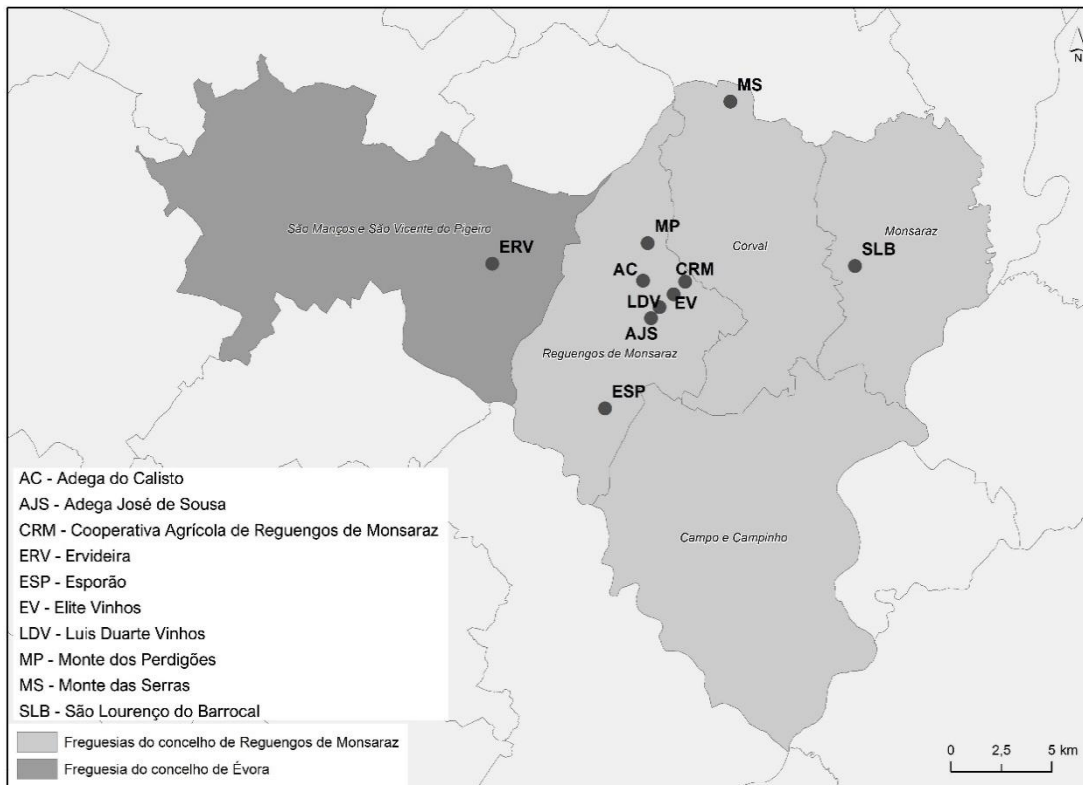 N
MS
São Manços e São Vicente do Pigeiro
Monsaraz
MP
Corval
ERV
SLB
AC
CRM
LDV
EV
AJS
Reguengos de Monsaraz
ESP
Campo e Campinho
AC - Adega do Calisto
AJS - Adega José de Sousa
CRM - Cooperativa Agrícola de Reguengos de Monsaraz
ERV - Ervideira
ESP - Esporão
EV - Elite Vinhos
LDV - Luis Duarte Vinhos
MP - Monte dos Perdigões
MS - Monte das Serras
SLB - São Lourenço do Barrocal
Freguesias do concelho de Reguengos de Monsaraz
Freguesia do concelho de Évora
0 2,5 5 km